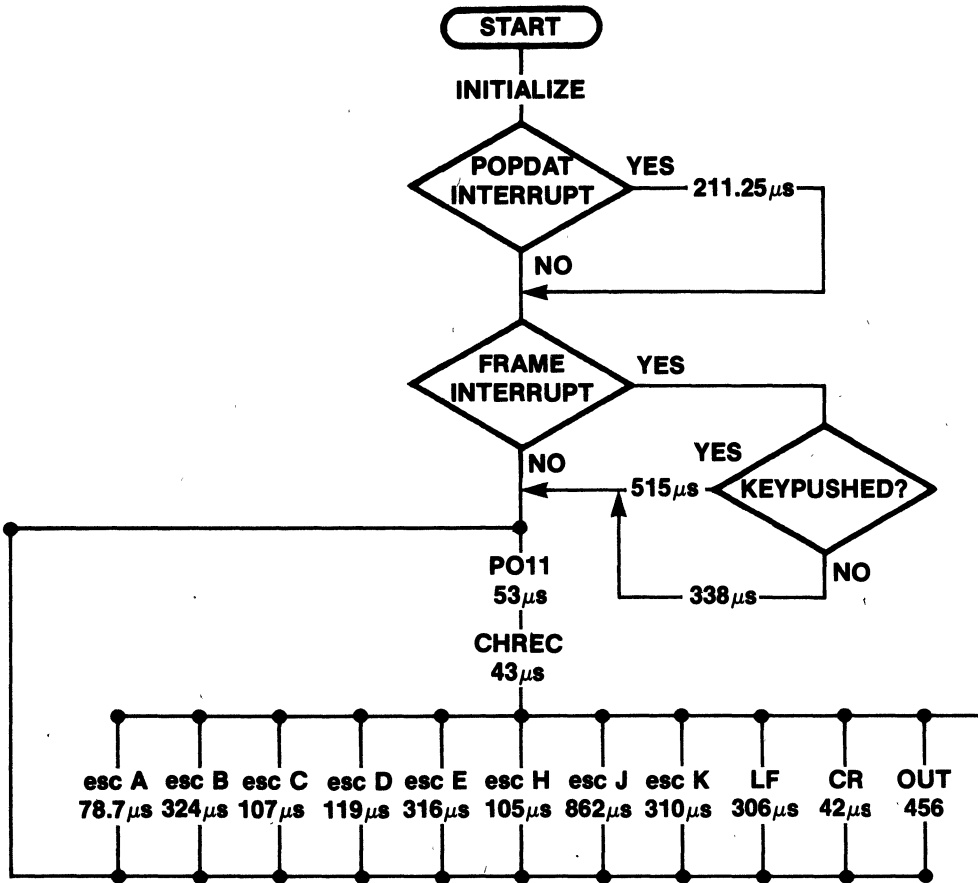 START
INITIALIZE
POPDAT
INTERRUPT
YES
211.25μs
NO
FRAME
INTERRUPT
YES
NO
YES
515μs
KEYPUSHED?
NO
338μs
PO11
53μs
CHREC
43μs
esc A esc B esc C esc D esc E esc H esc J esc K LF CR OUT
78.7μs 324μs 107μs 119μs 316μs 105μs 862μs 310μs 306μs 42μs 456